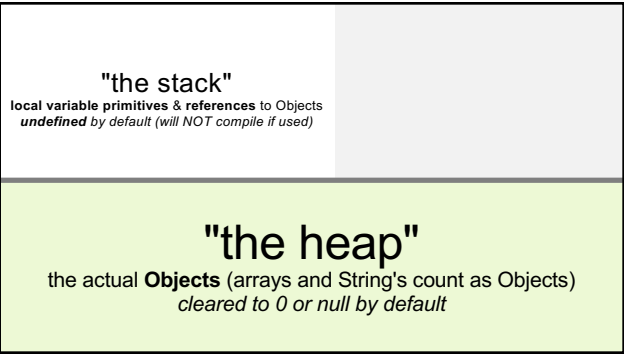 "the stack"
local variable primitives & references to Objects
undefined by default (will NOT compile if used)
"the heap"
the actual Objects (arrays and String's count as Objects)
cleared to 0 or null by default